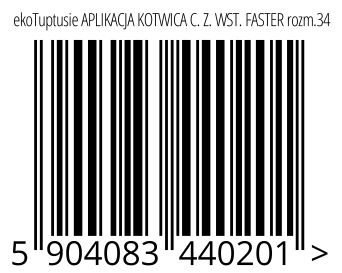 ekoTuptusie APLIKACJA KOTWICA C. Z. WST. FASTER rozm.34
5 904083 440201 >